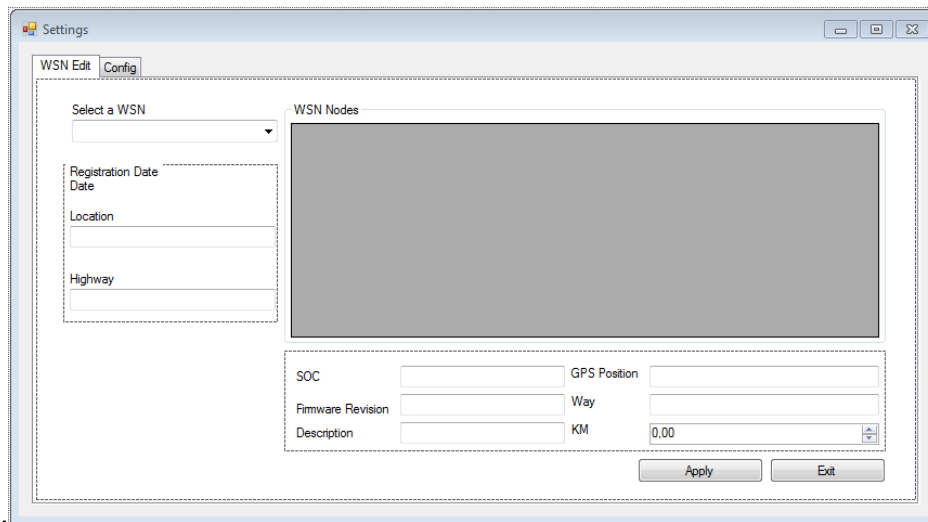 Settings
WSN Edit
Config
Select a WSN
Registration Date
Date
Location
Highway
WSN Nodes
SOC
GPS Position
Firmware Revision
Way
Description
KM
0,00
Apply
Exit